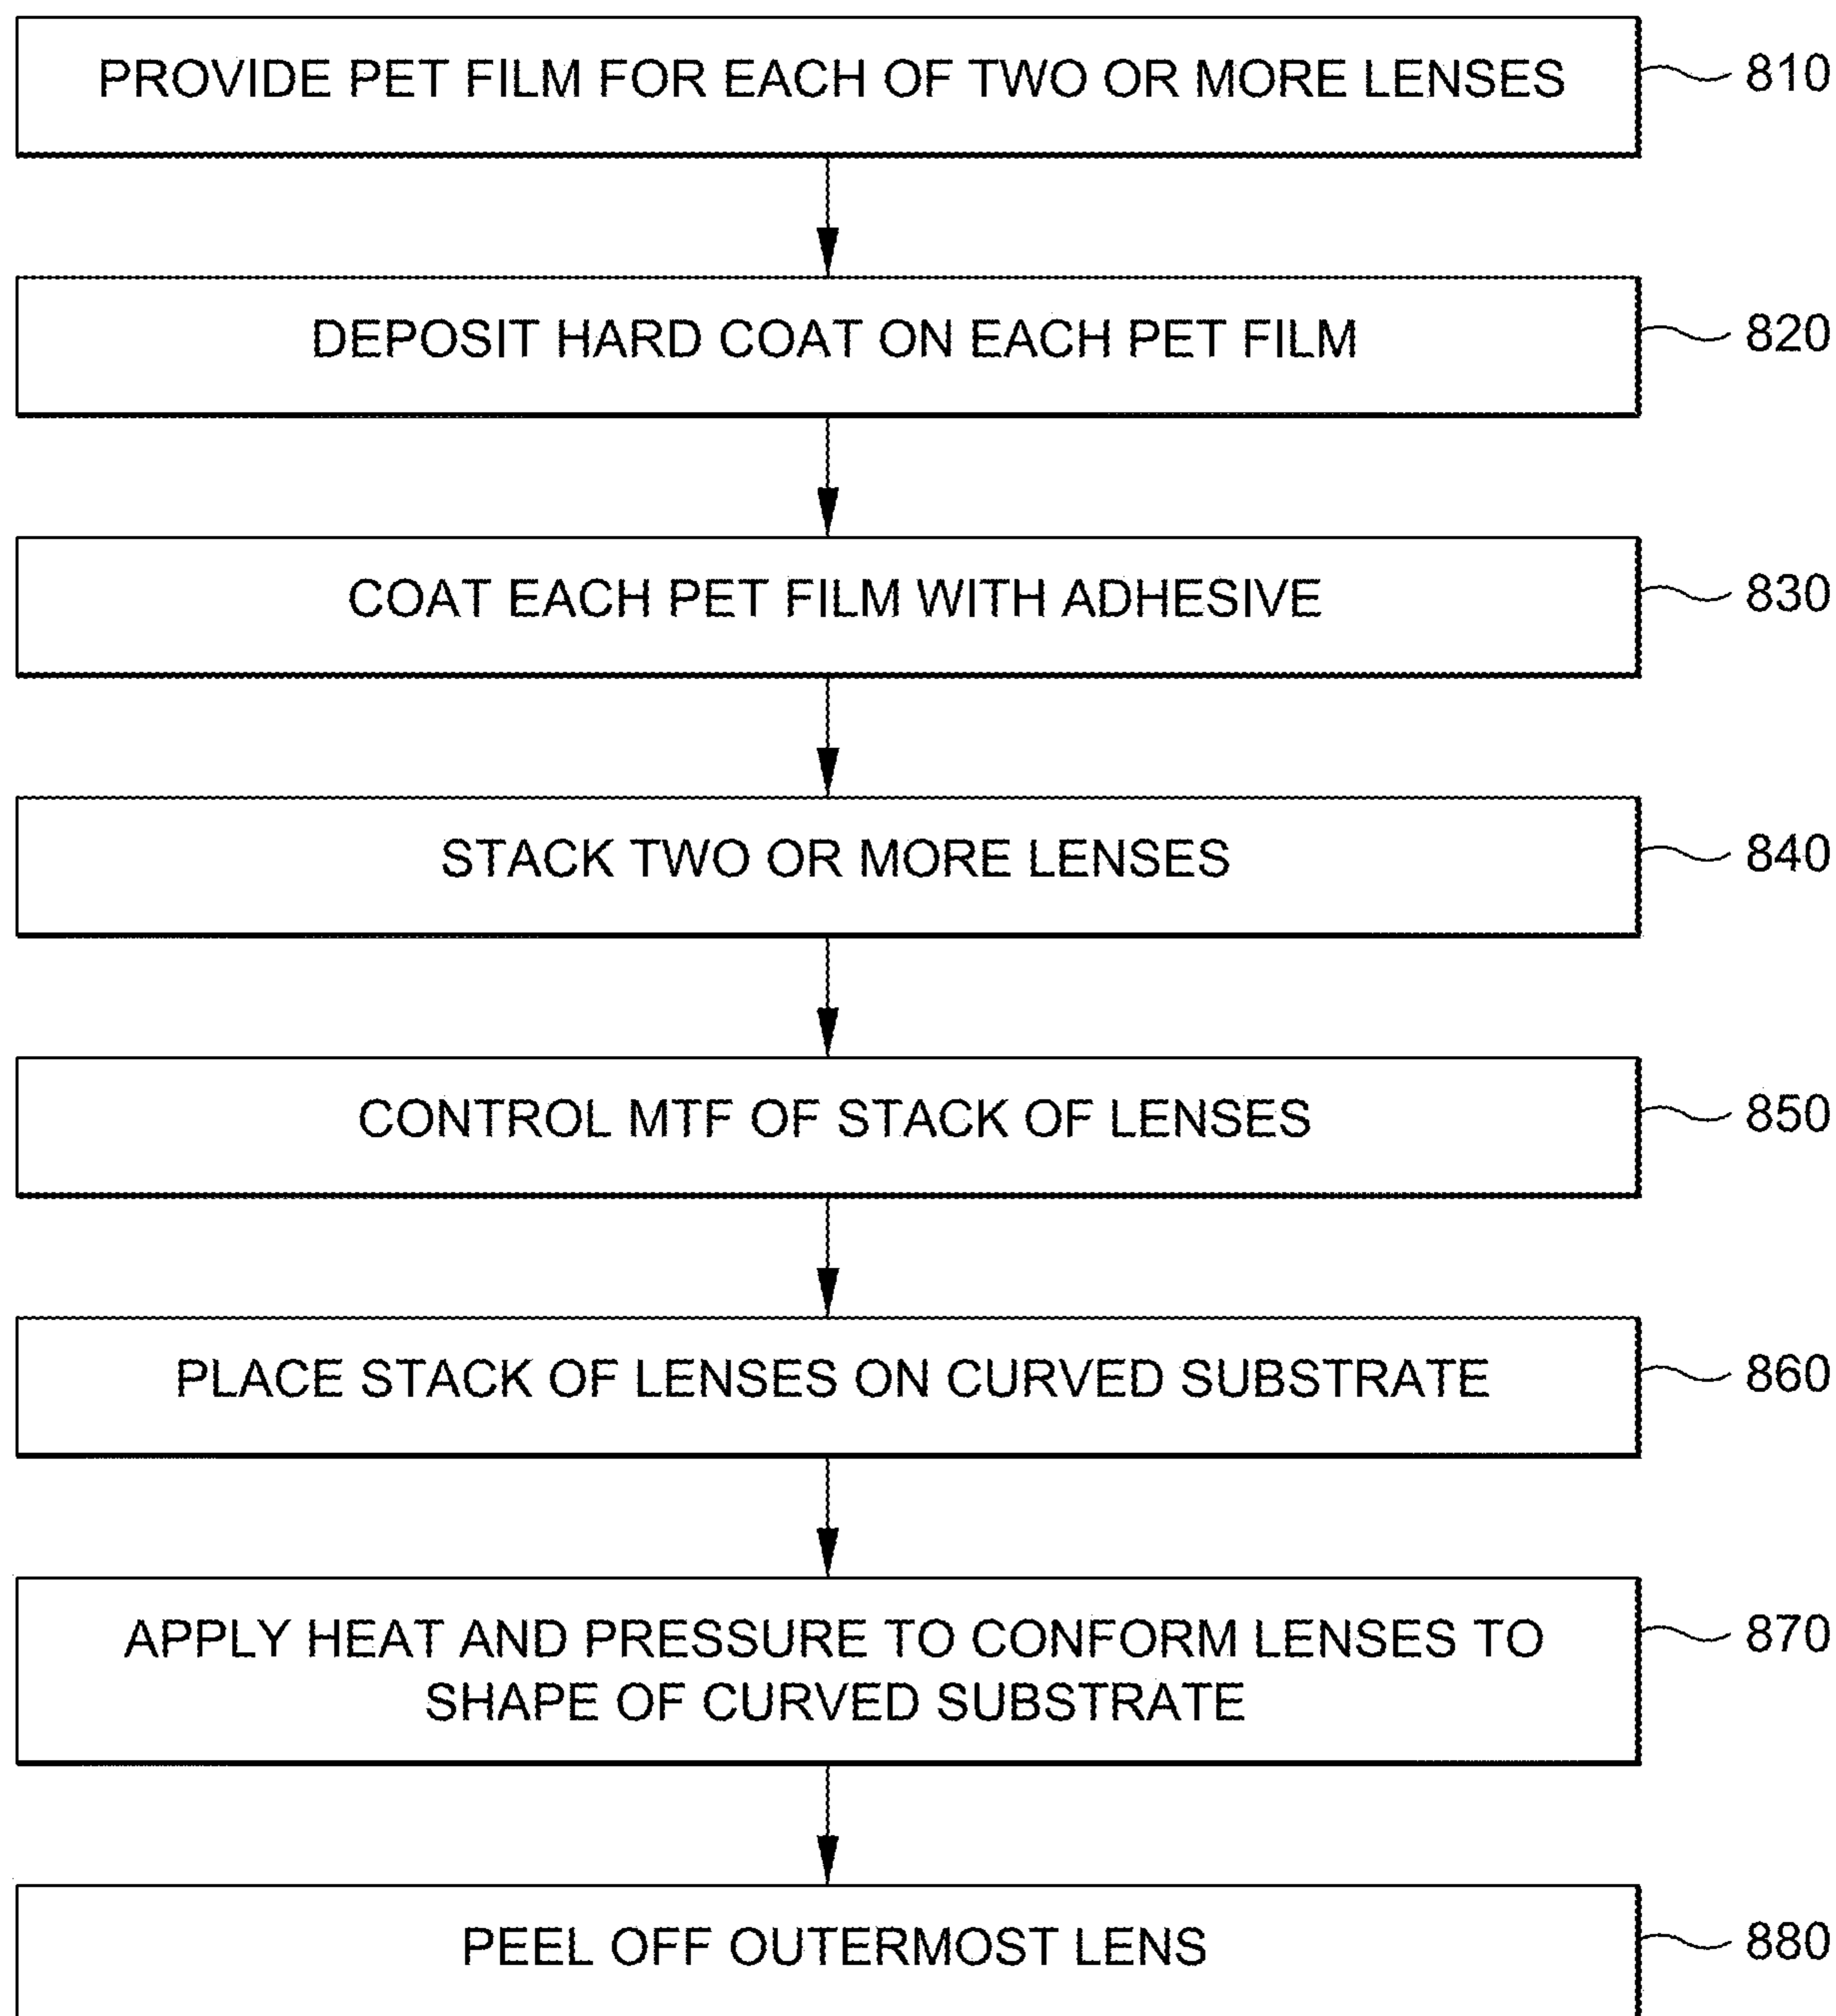 PROVIDE PET FILM FOR EACH OF TWO OR MORE LENSES
810
DEPOSIT HARD COAT ON EACH PET FILM
820
COAT EACH PET FILM WITH ADHESIVE
830
STACK TWO OR MORE LENSES
840
CONTROL MTF OF STACK OF LENSES
850
PLACE STACK OF LENSES ON CURVED SUBSTRATE
860
APPLY HEAT AND PRESSURE TO CONFORM LENSES TO
SHAPE OF CURVED SUBSTRATE
870
PEEL OFF OUTERMOST LENS
880